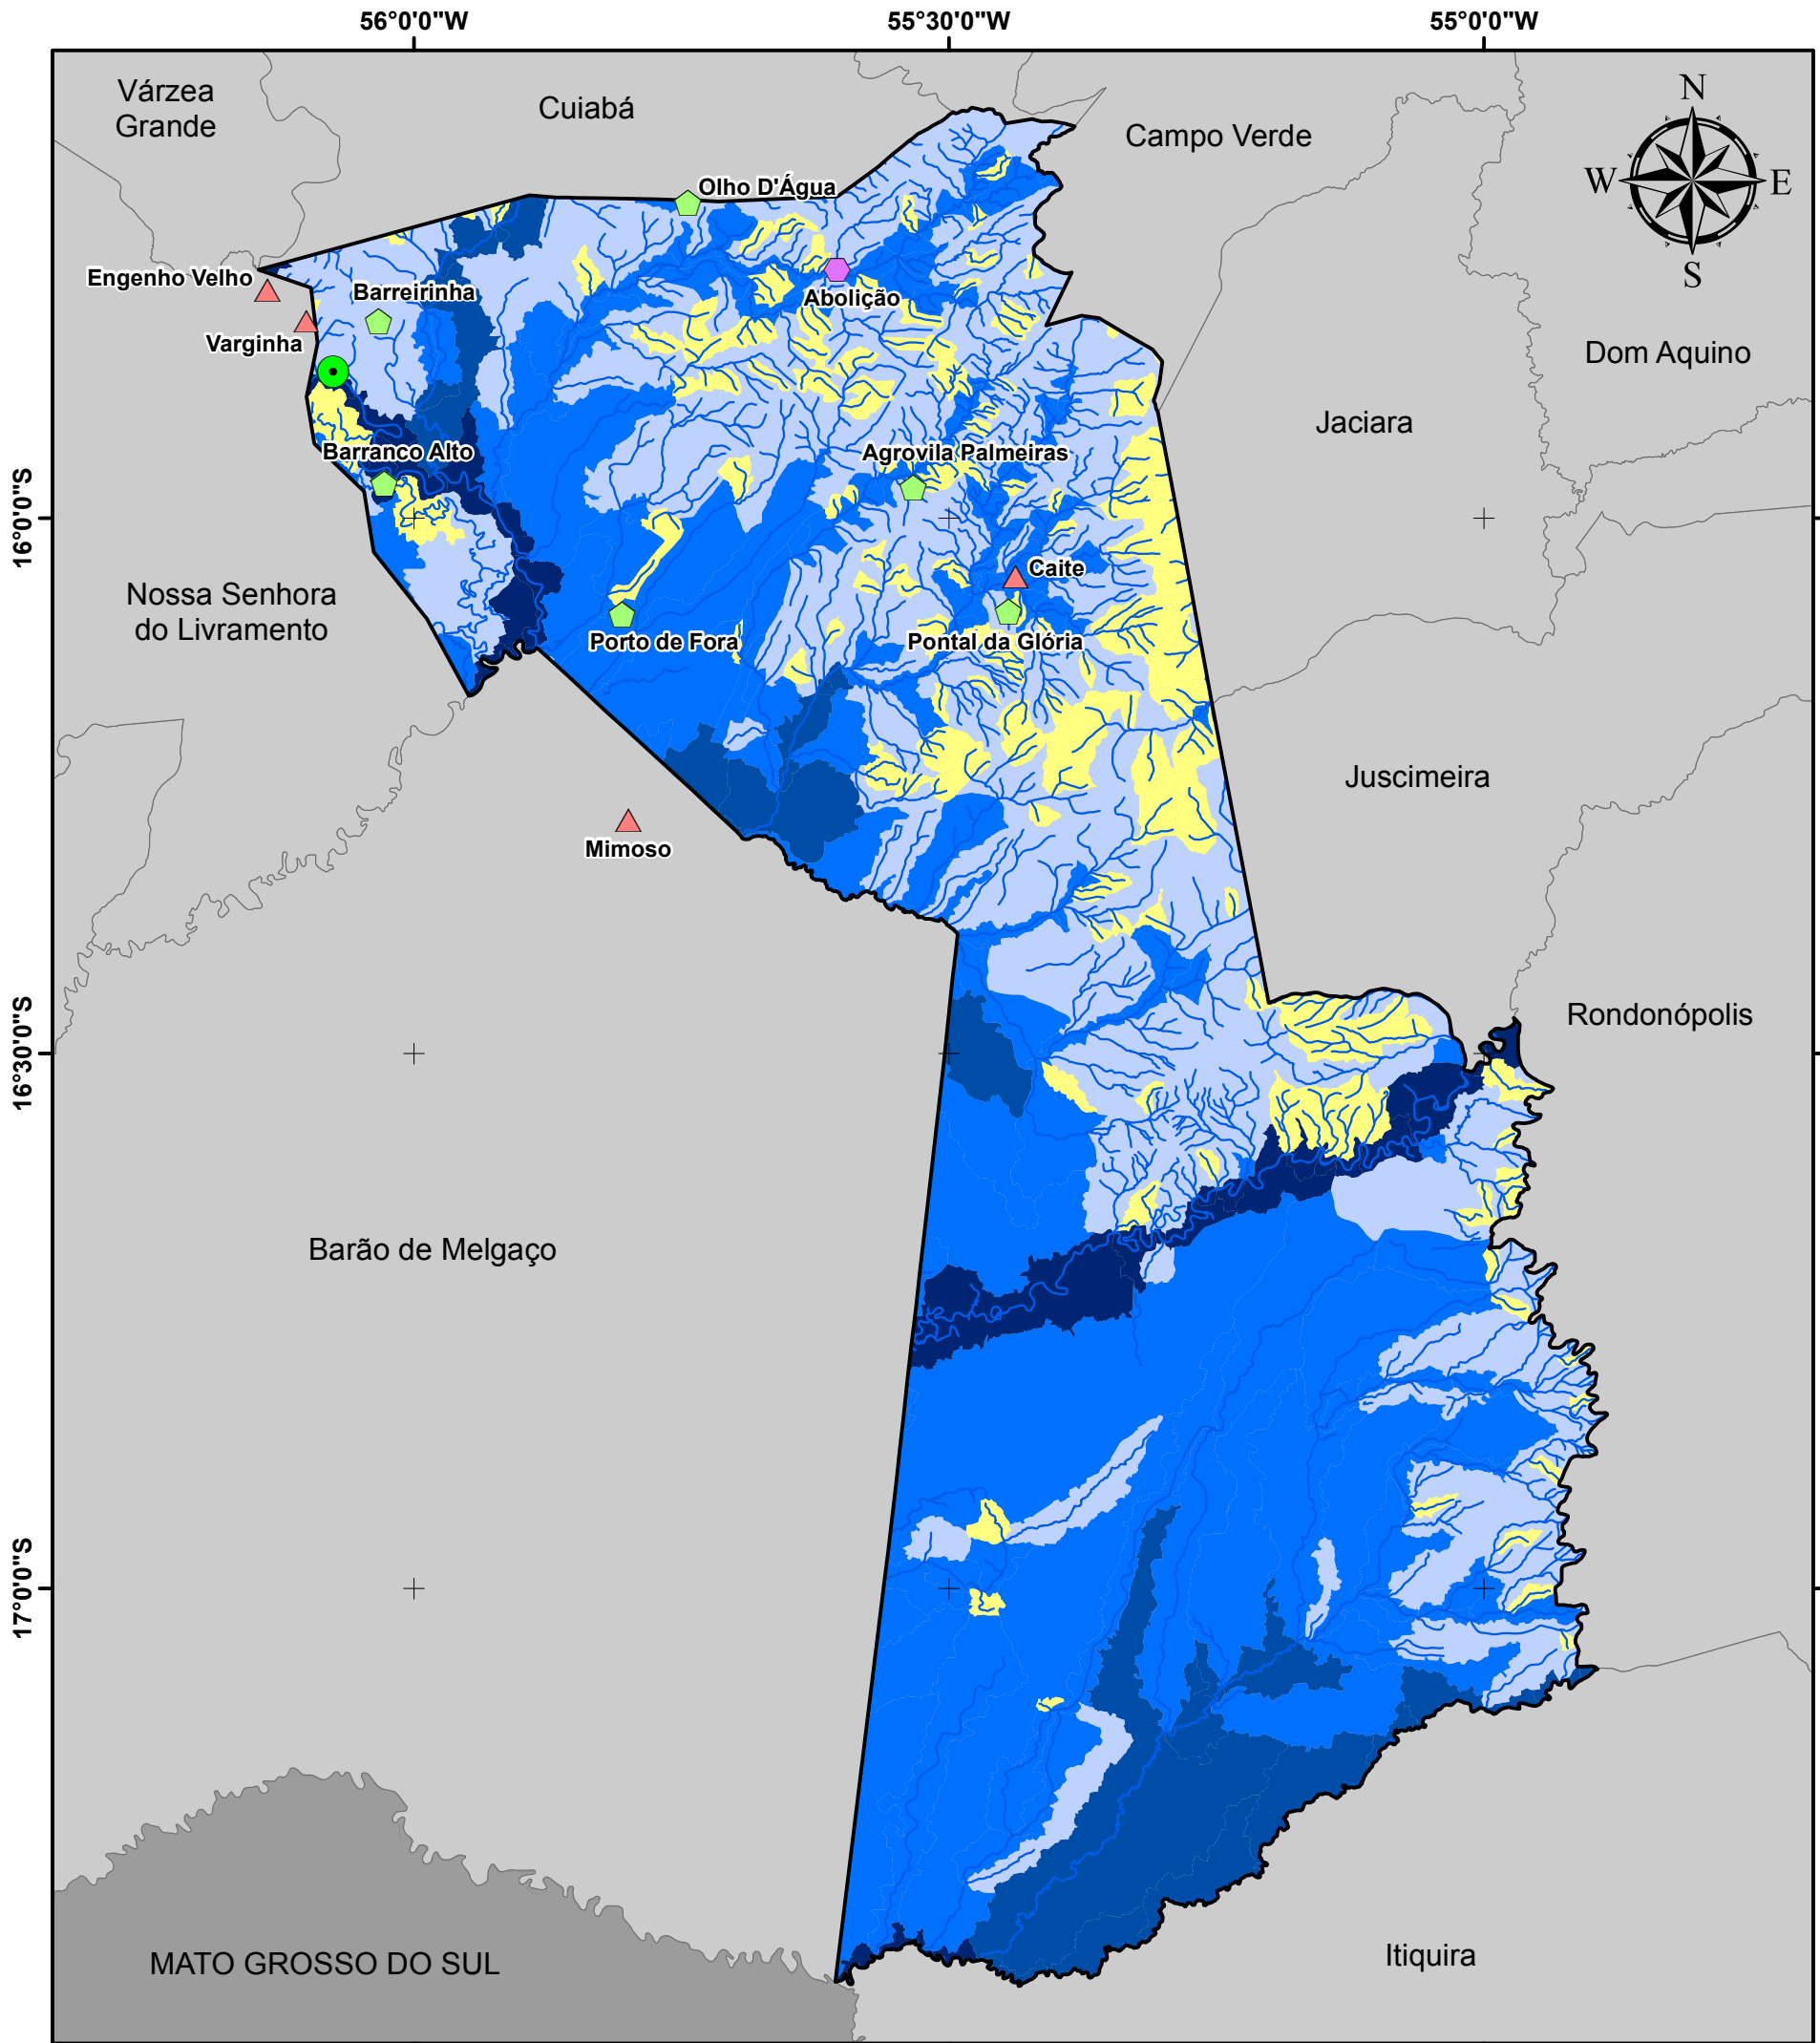 56°0'0"W
55°30'0"W
55°0'0"W
Várzea
Grande
Cuiabá
Campo Verde
N
W
E
S
Olho D'Água
Engenho Velho
Barreirinha
Abolição
Varginha
Dom Aquino
Jaciara
Barranco Alto
Agrovila Palmeiras
16°0'0"S
Caite
Nossa Senhora
do Livramento
Porto de Fora
Pontal da Glória
Juscimeira
Mimoso
Rondonópolis
16°30'0"S
Barão de Melgaço
17°0'0"S
MATO GROSSO DO SUL
Itiquira